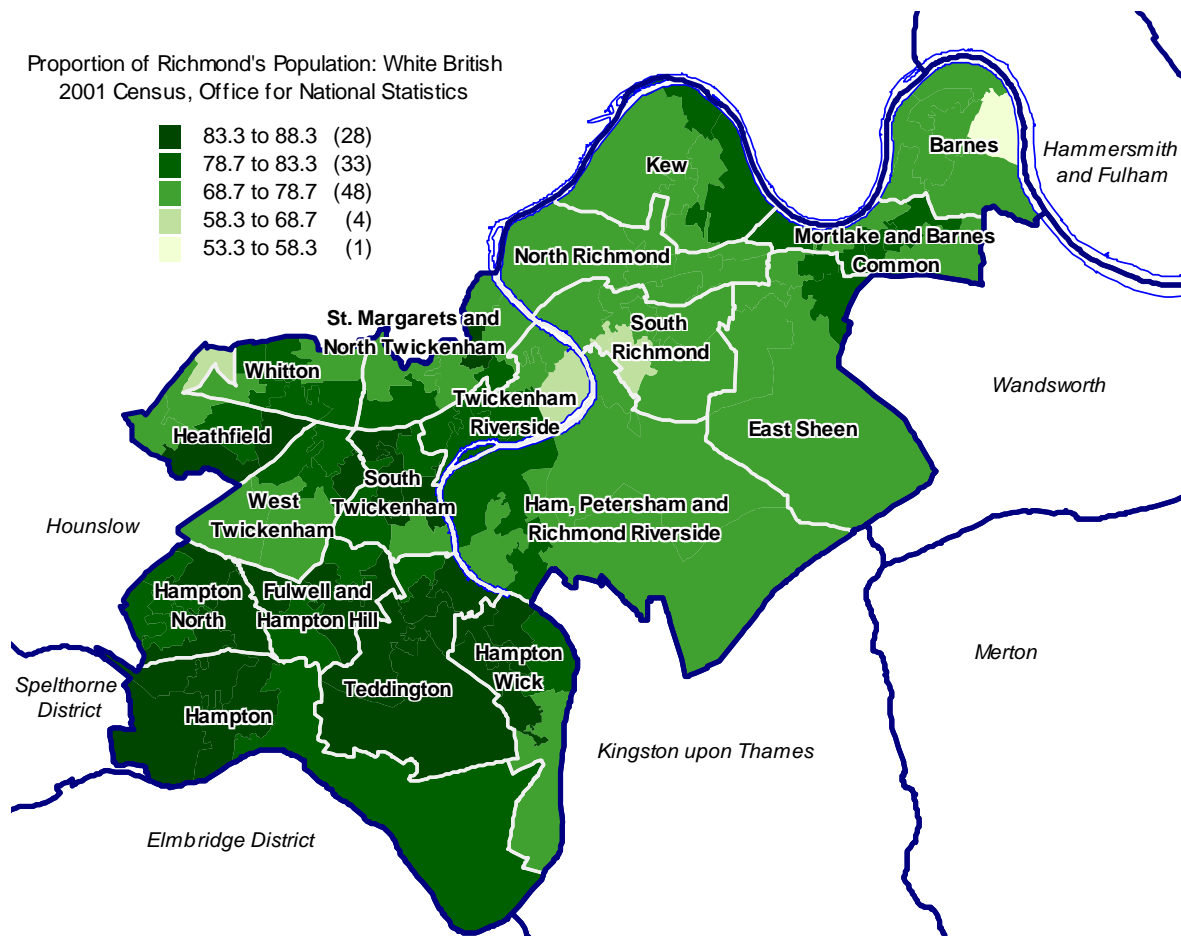 Proportion of Richmond's Population: White British
2001 Census, Office for National Statistics
83.3 to 88.3 (28)
78.7 to 83.3 (33)
68.7 to 78.7 (48)
58.3 to 68.7 (4)
53.3 to 58.3 (1)
Barnes
Hammersmith
and Fulham
Kew
Mortlake and Barnes
Common
North Richmond
St. Margarets and
North Twickenham
South
Richmond
Whitton
Wandsworth
Twickenham
Riverside
East Sheen
Heathfield
South
Twickenham
West
Twickenham
Ham, Petersham and
Richmond Riverside
Hounslow
Hampton
North
Fulwell and
Hampton Hill
Merton
Hampton
Wick
Spelthorne
District
Teddington
Hampton
Kingston upon Thames
Elmbridge District